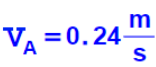 V_A = 0.24 m/s